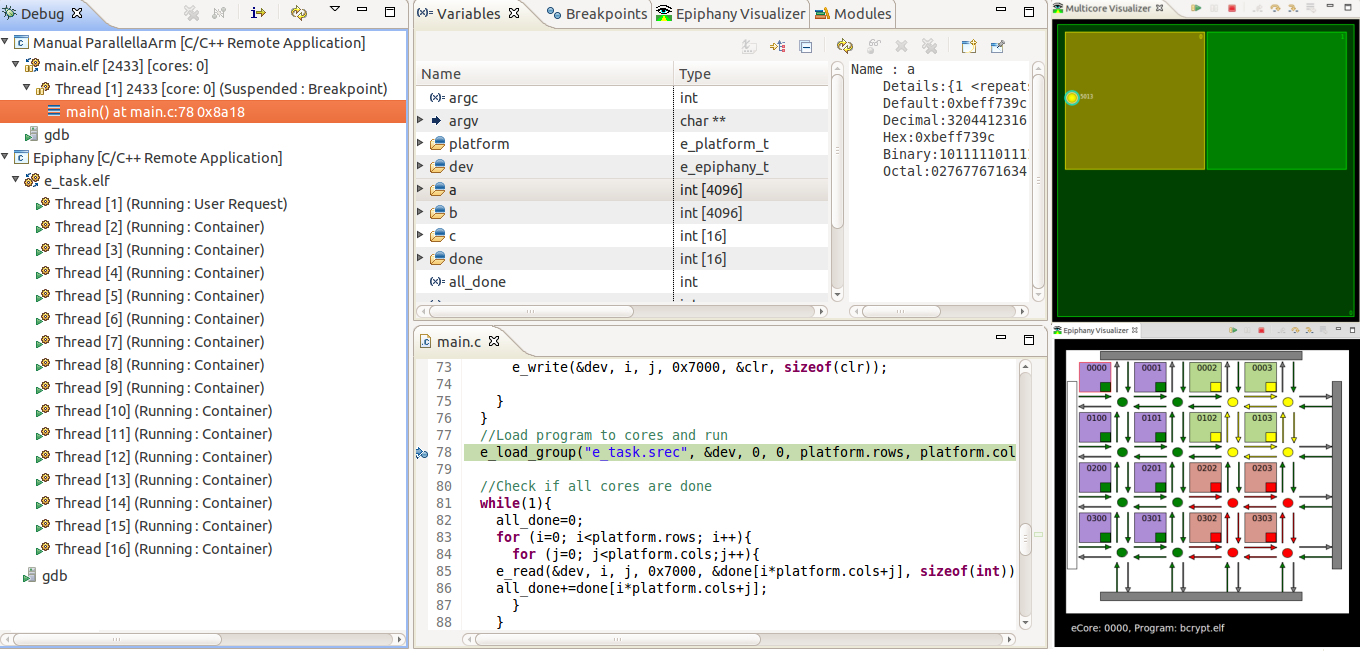 Debug
Manual ParallellaArm [C/C++ Remote Application]
main.elf [2433] [cores: 0]
Thread [1] 2433 [core: 0] (Suspended : Breakpoint)
main() at main.c:78 0x8a18
gdb
Epiphany [C/C++ Remote Application]
e_task.elf
Thread [1] (Running : User Request)
Thread [2] (Running : Container)
Thread [3] (Running : Container)
Thread [4] (Running : Container)
Thread [5] (Running : Container)
Thread [6] (Running : Container)
Thread [7] (Running : Container)
Thread [8] (Running : Container)
Thread [9] (Running : Container)
Thread [10] (Running : Container)
Thread [11] (Running : Container)
Thread [12] (Running : Container)
Thread [13] (Running : Container)
Thread [14] (Running : Container)
Thread [15] (Running : Container)
Thread [16] (Running : Container)
gdb
(x)= Variables Breakpoints Epiphany Visualizer Modules
Name Type
(x)= argc int
argv char **
platform e_platform_t
dev e_epiphany_t
a int [4096]
b int [4096]
c int [16]
done int [16]
(x)= all_done int
Name : a
Details:{1 <repeats
Default:0xbeff739c
Decimal:3204412316
Hex:0xbeff739c
Binary:10111110111
Octal:027677671634
main.c
73 e_write(&dev, i, j, 0x7000, &clr, sizeof(clr));
74
75 }
76 }
77 //Load program to cores and run
78 e_load_group("e_task.srec", &dev, 0, 0, platform.rows, platform.col
79
80 //Check if all cores are done
81 while(1){
82 all_done=0;
83 for (i=0; i<platform.rows; i++){
84 for (j=0; j<platform.cols;j++){
85 e_read(&dev, i, j, 0x7000, &done[i*platform.cols+j], sizeof(int))
86 all_done+=done[i*platform.cols+j];
87 }
88 }
Multicore Visualizer
Epiphany Visualizer
0000 0001 0002 0003
0100 0101 0102 0103
0200 0201 0202 0203
0300 0301 0302 0303
eCore: 0000, Program: bcrypt.elf